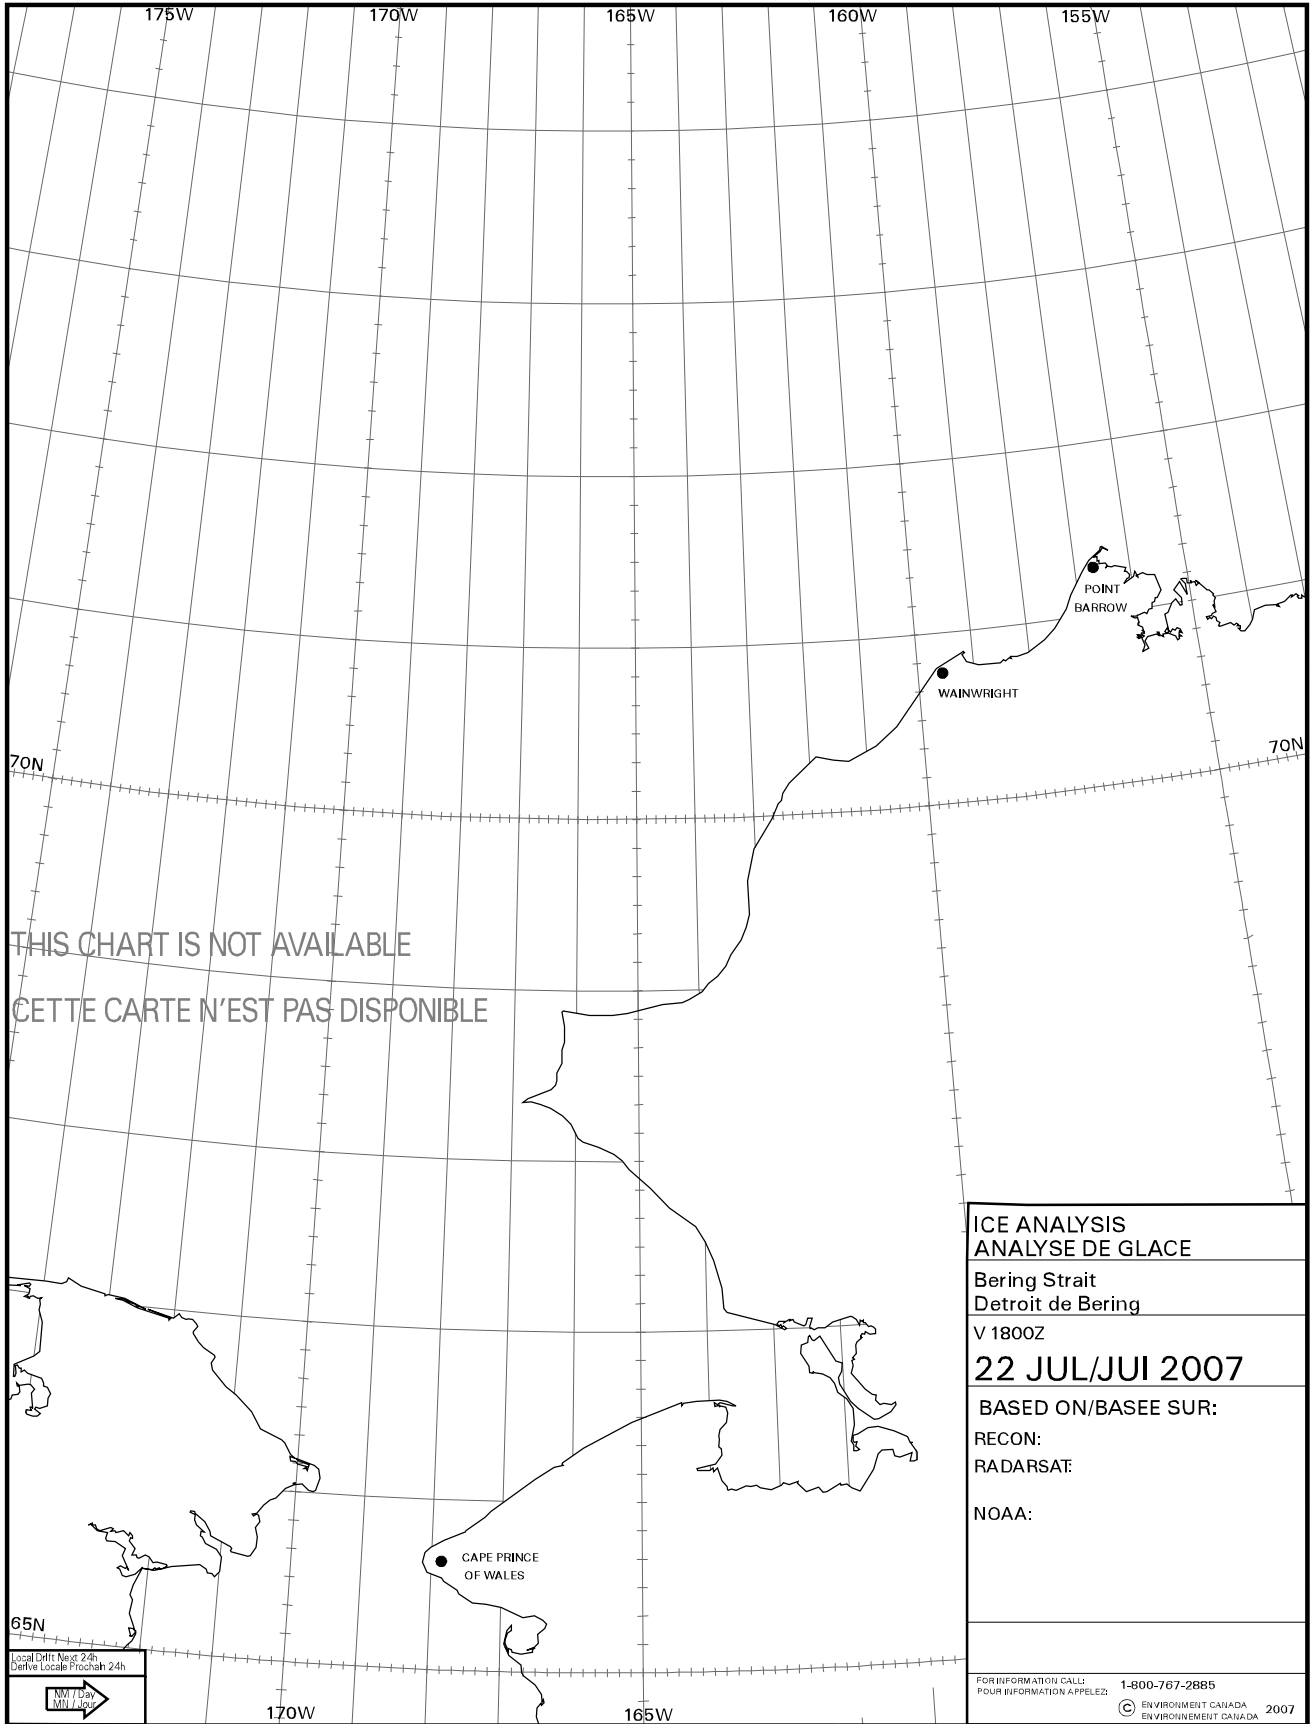 175W 170W 165W 160W 155W
POINT
BARROW
WAINWRIGHT
70N 70N
THIS CHART IS NOT AVAILABLE
CETTE CARTE N'EST PAS DISPONIBLE
CAPE PRINCE
OF WALES
65N
Local Drift Next 24h
Derive Locale Prochain 24h
NM / Day
MN / Jour
170W 165W
ICE ANALYSIS
ANALYSE DE GLACE
Bering Strait
Detroit de Bering
V 1800Z
22 JUL/JUI 2007
BASED ON/BASEE SUR:
RECON:
RADARSAT:
NOAA:
FOR INFORMATION CALL:
POUR INFORMATION APPELEZ:
1-800-767-2885
© ENVIRONMENT CANADA
ENVIRONNEMENT CANADA
2007